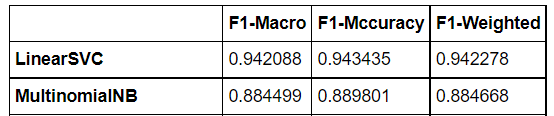 F1-Macro F1-Mccuracy F1-Weighted
LinearSVC 0.942088 0.943435 0.942278
MultinomialNB 0.884499 0.889801 0.884668